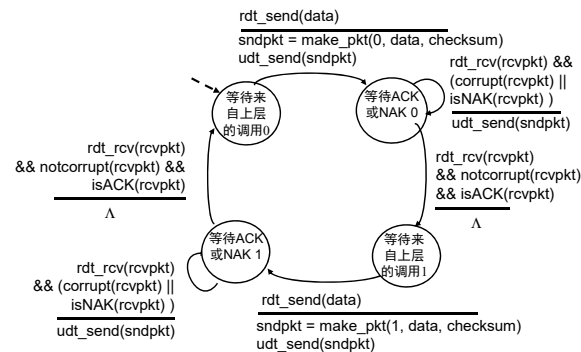 rdt_send(data)
sndpkt = make_pkt(0, data, checksum)
udt_send(sndpkt)
等待来
自上层
的调用0
等待ACK
或NAK 0
rdt_rcv(rcvpkt) &&
(corrupt(rcvpkt) ||
isNAK(rcvpkt) )
udt_send(sndpkt)
rdt_rcv(rcvpkt)
&& notcorrupt(rcvpkt) &&
isACK(rcvpkt)
Λ
rdt_rcv(rcvpkt)
&& notcorrupt(rcvpkt)
&& isACK(rcvpkt)
Λ
等待ACK
或NAK 1
等待来
自上层
的调用1
rdt_rcv(rcvpkt)
&& (corrupt(rcvpkt) ||
isNAK(rcvpkt) )
udt_send(sndpkt)
rdt_send(data)
sndpkt = make_pkt(1, data, checksum)
udt_send(sndpkt)